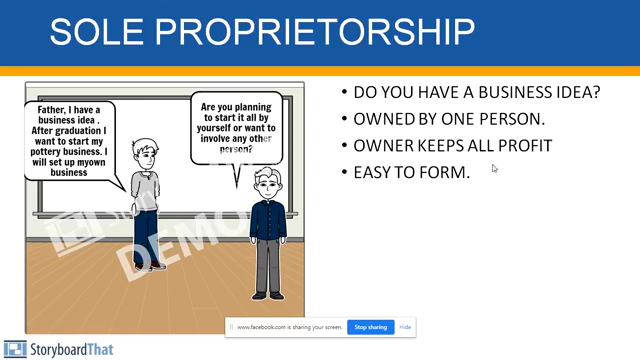 SOLE PROPRIETORSHIP
Father, I have a
business idea .
After graduation I
want to start my
pottery business. I
will set up myown
business
Are you planning
to start it all by
yourself or want to
involve any other
person?
• DO YOU HAVE A BUSINESS IDEA?
• OWNED BY ONE PERSON.
• OWNER KEEPS ALL PROFIT
• EASY TO FORM.
DEMO
www.facebook.com is sharing your screen.
Stop sharing
Hide
StoryboardThat